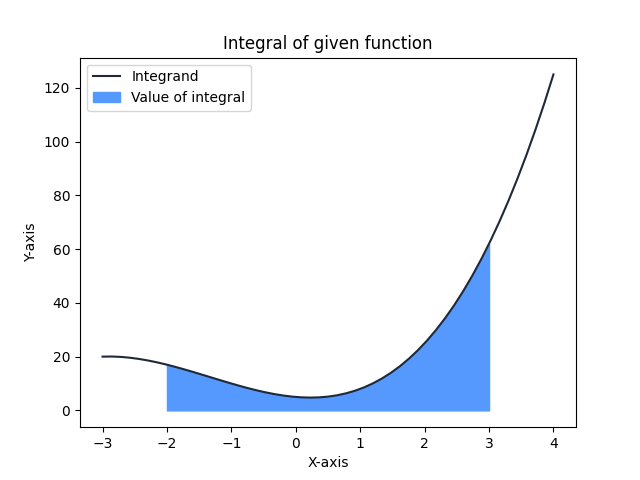 Integral of given function
Integrand
Value of integral
120
100
80
60
40
20
0
Y-axis
−3 −2 −1 0 1 2 3 4
X-axis